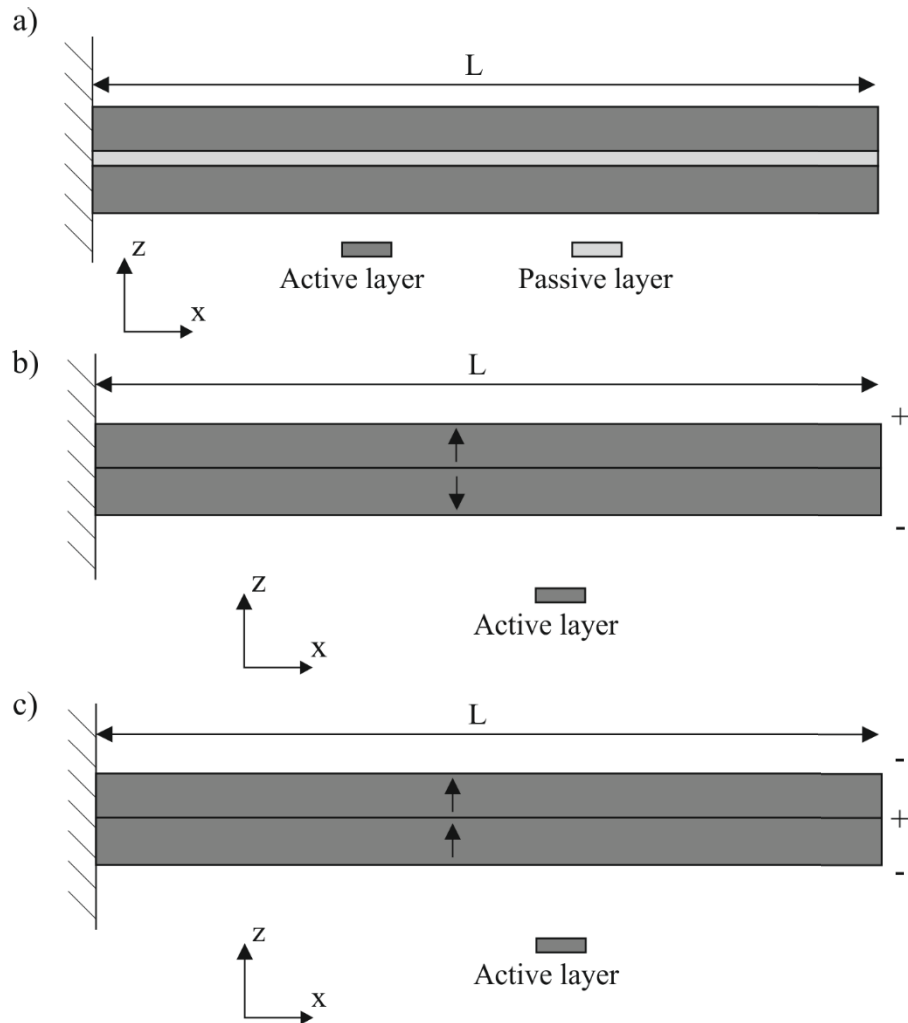 a)
L
z
x
Active layer
Passive layer
b)
L
+
-
z
x
Active layer
c)
L
-
+
-
z
x
Active layer